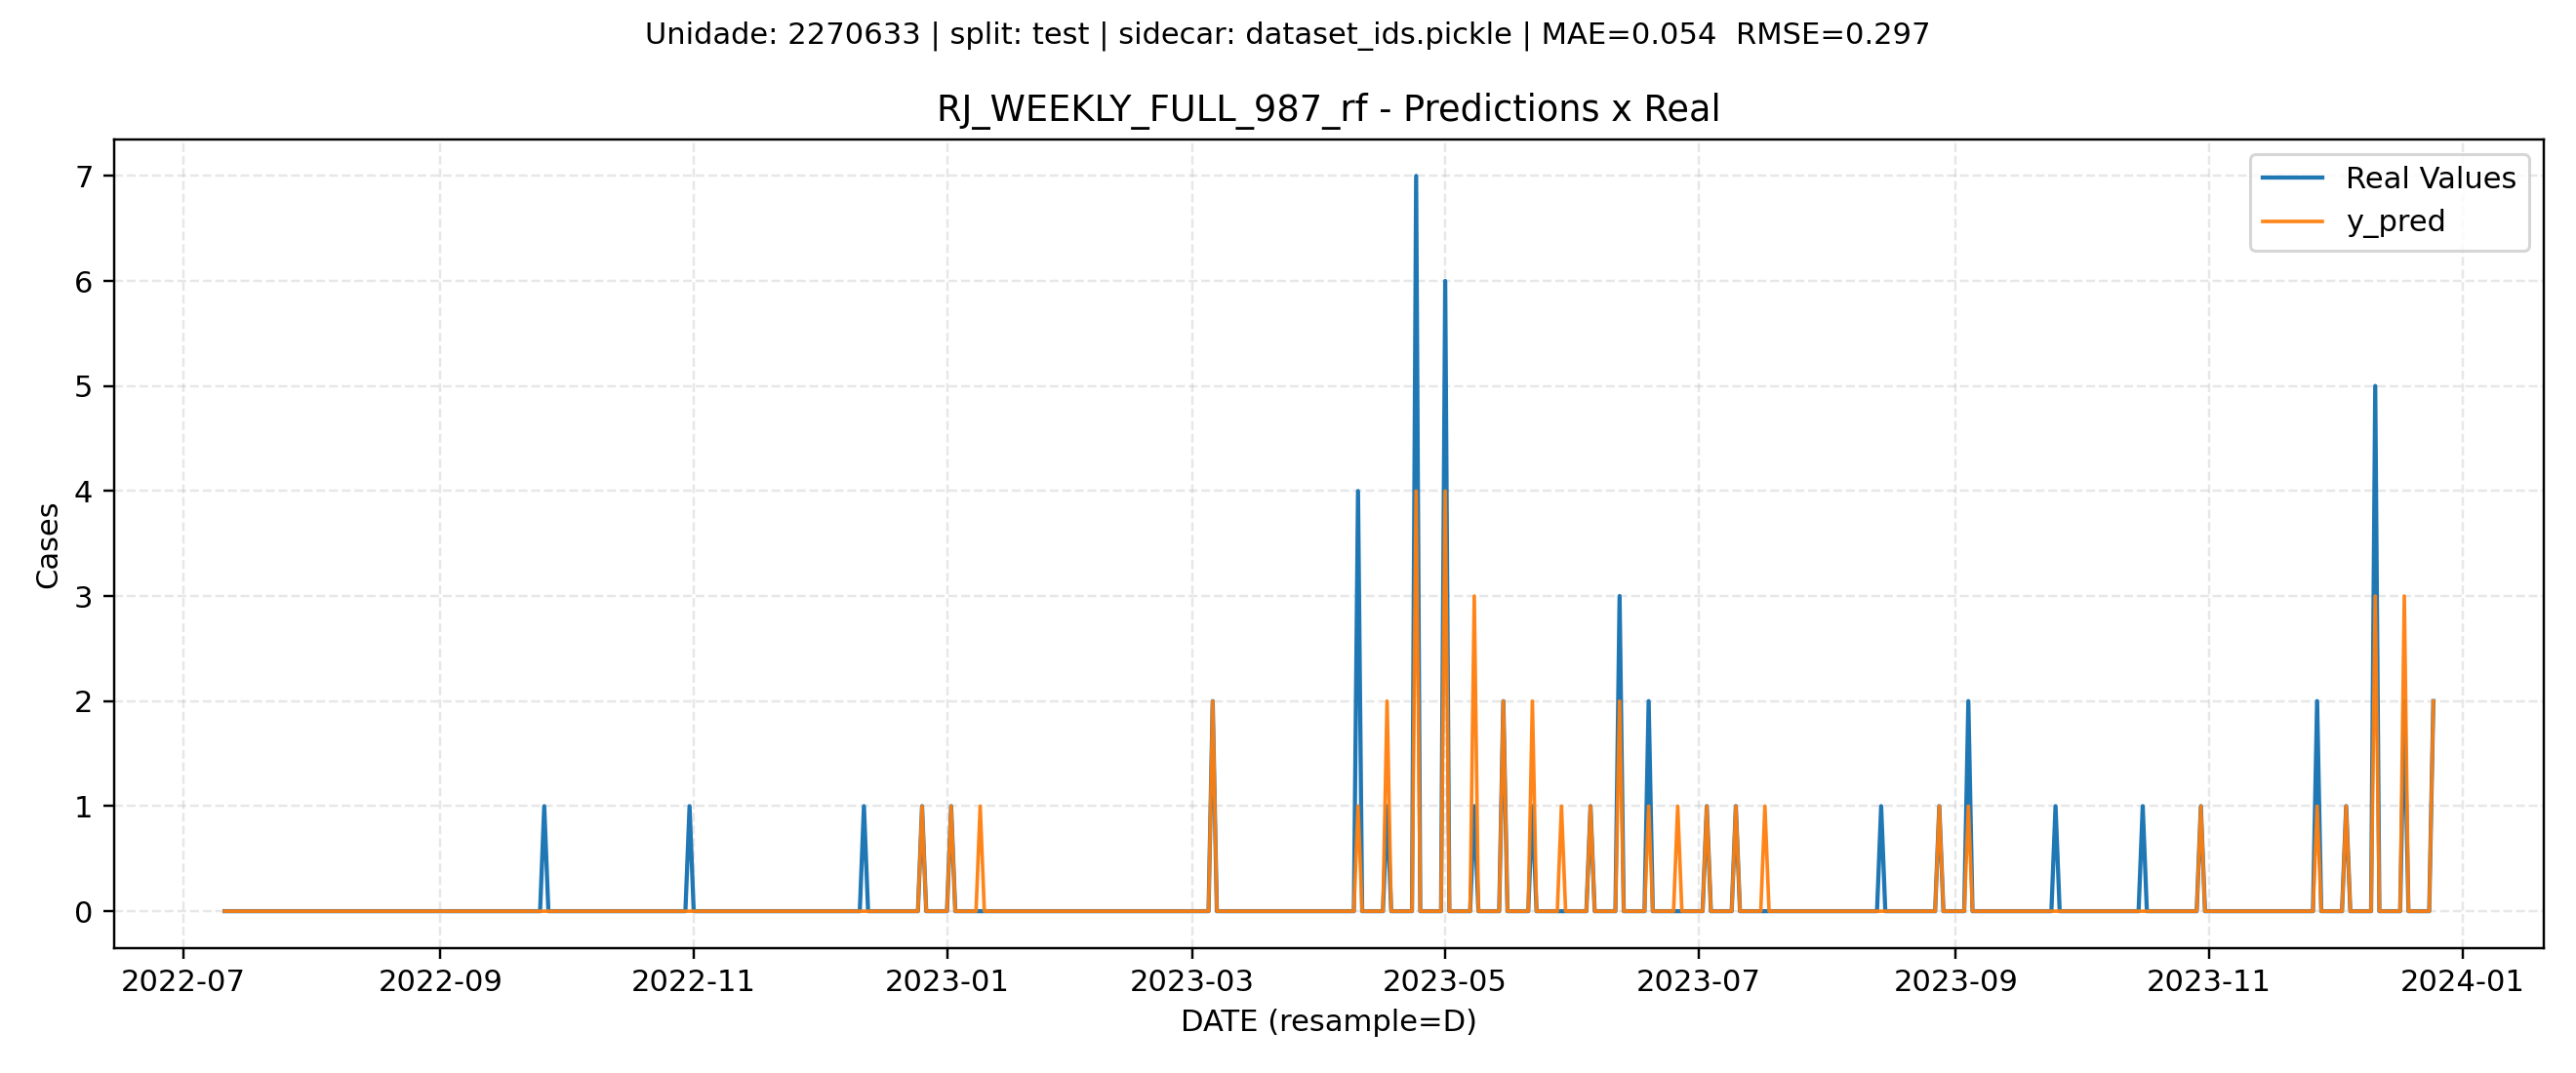 Unidade: 2270633 | split: test | sidecar: dataset_ids.pickle | MAE=0.054  RMSE=0.297
RJ_WEEKLY_FULL_987_rf - Predictions x Real
Real Values
y_pred
Cases
7
6
5
4
3
2
1
0
2022-07 2022-09 2022-11 2023-01 2023-03 2023-05 2023-07 2023-09 2023-11 2024-01
DATE (resample=D)